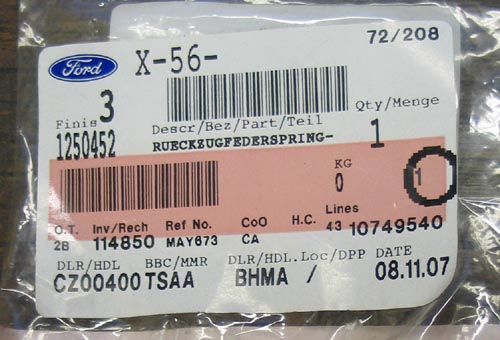 72/208
Ford X-56-
Finis 3
Descr/Bez/Part/Teil Qty/Menge
1250452 RUECKZUGFEDERSPRING- 1
KG
0 1
O.T. Inv/Rech Ref No. CoO H.C. Lines
2B 114850 MAY673 CA 43 10749540
DLR/HDL BBC/MMR DLR/HDL.Loc/DPP DATE
CZ00400 TSAA BHMA / 08.11.07